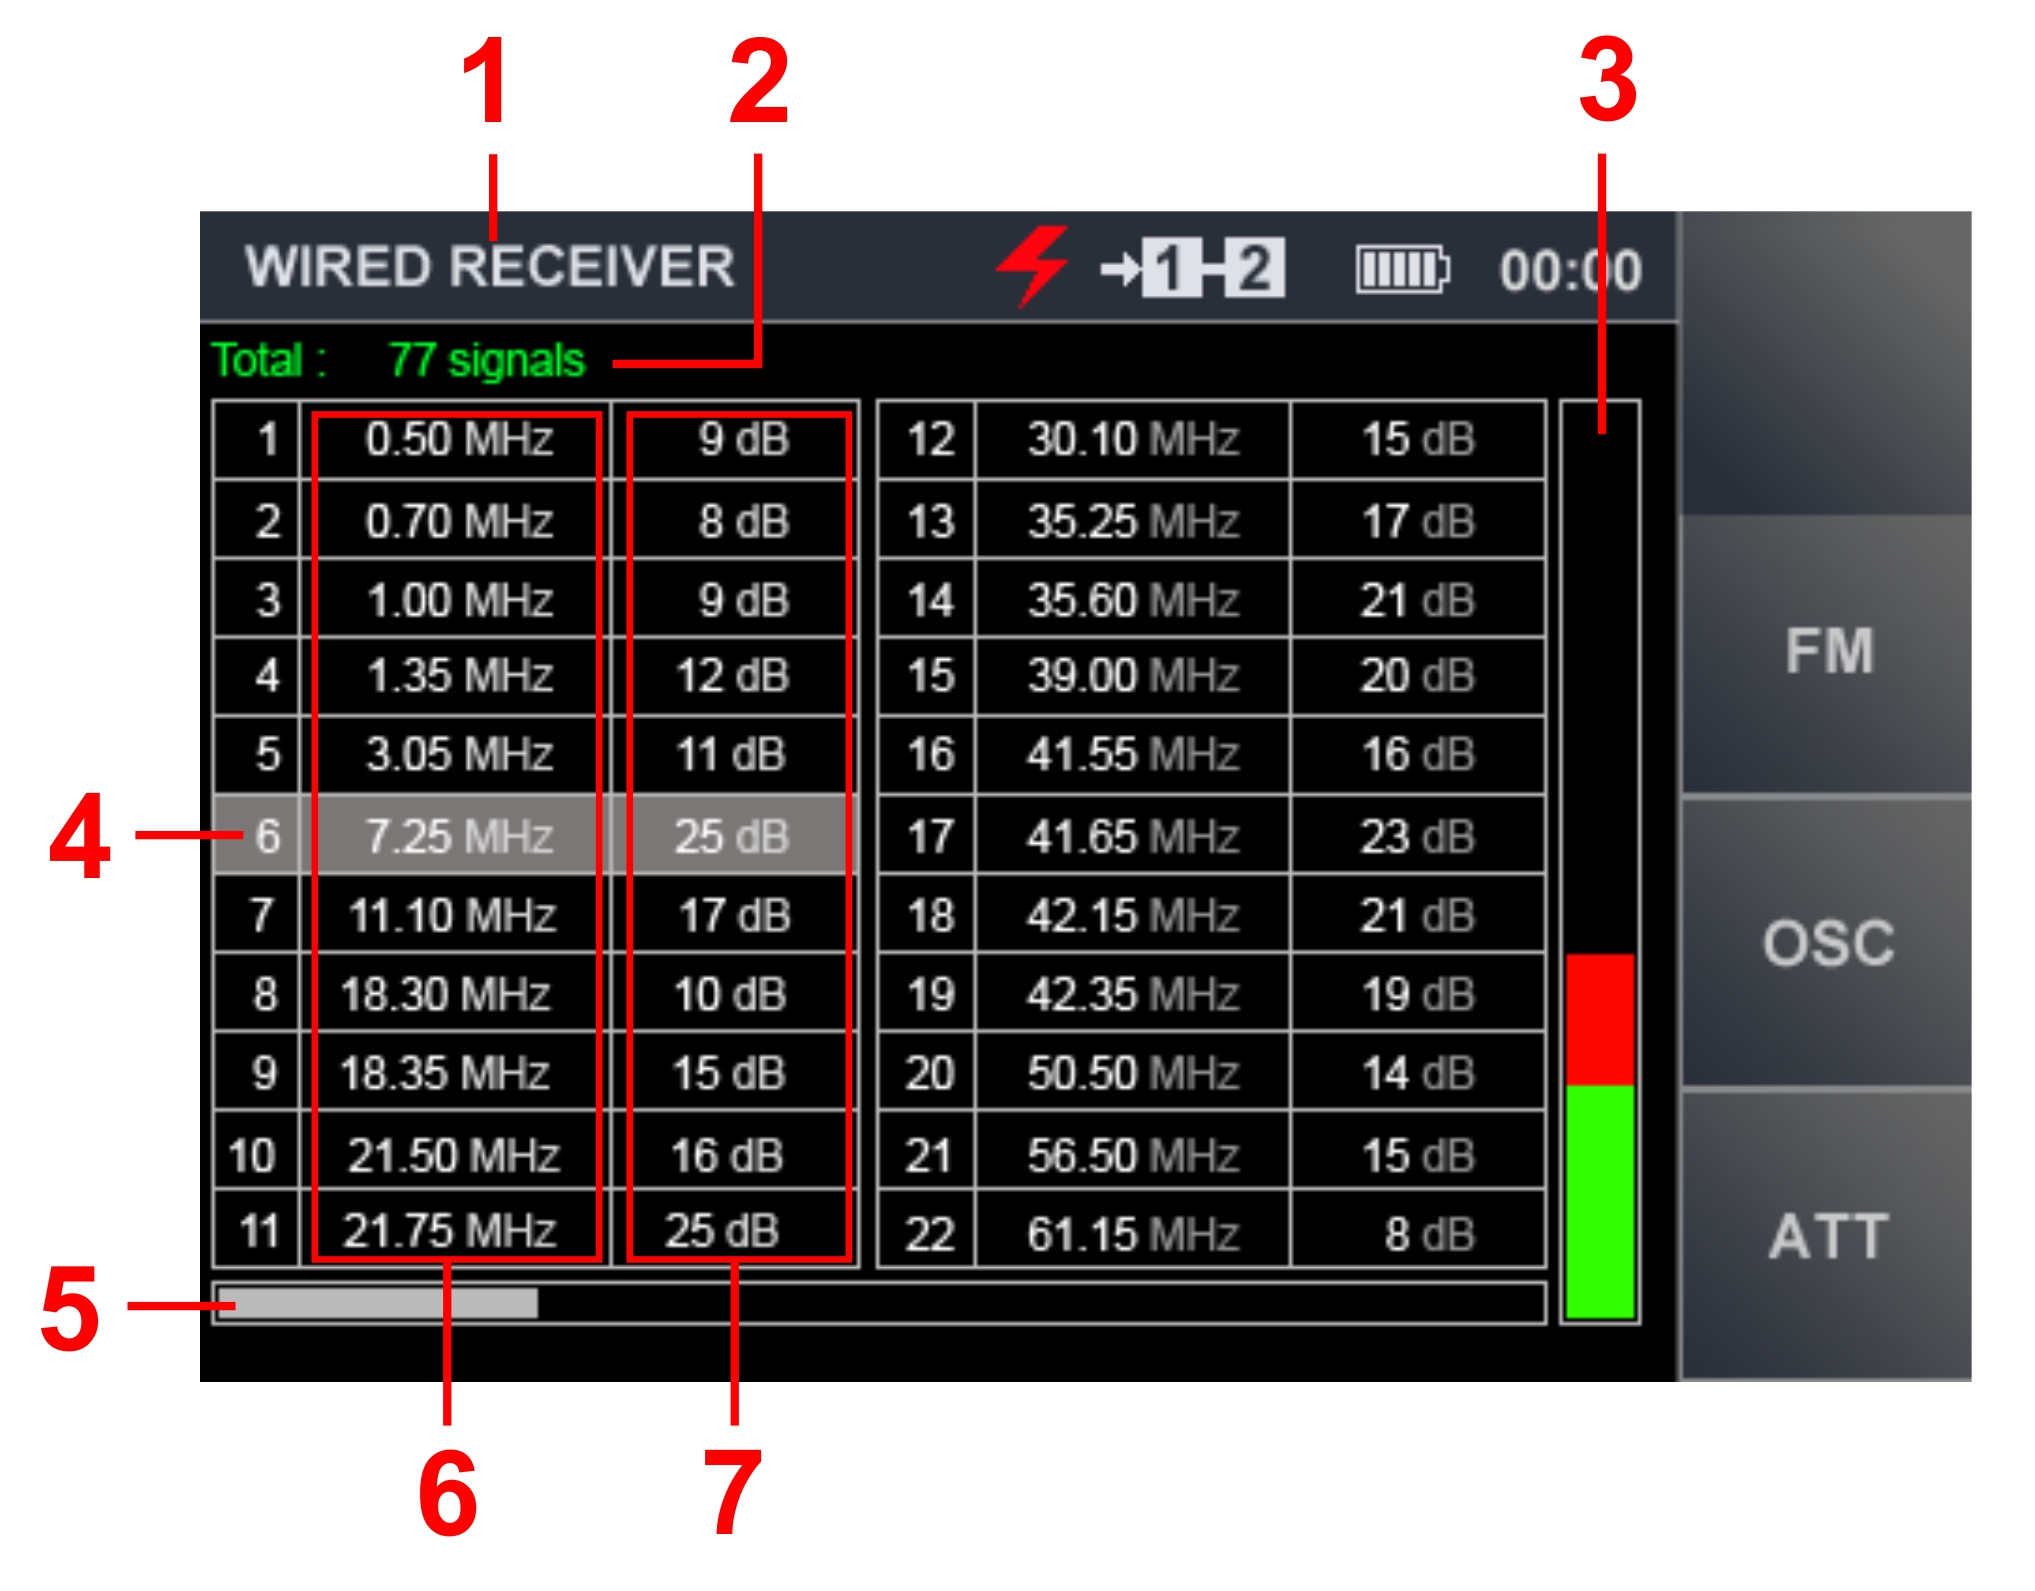 1 2 3
WIRED RECEIVER 1 2 00:00
Total : 77 signals
1 0.50 MHz 9 dB 12 30.10 MHz 15 dB
2 0.70 MHz 8 dB 13 35.25 MHz 17 dB
3 1.00 MHz 9 dB 14 35.60 MHz 21 dB
4 1.35 MHz 12 dB 15 39.00 MHz 20 dB
5 3.05 MHz 11 dB 16 41.55 MHz 16 dB
4 6 7.25 MHz 25 dB 17 41.65 MHz 23 dB
7 11.10 MHz 17 dB 18 42.15 MHz 21 dB
8 18.30 MHz 10 dB 19 42.35 MHz 19 dB
9 18.35 MHz 15 dB 20 50.50 MHz 14 dB
10 21.50 MHz 16 dB 21 56.50 MHz 15 dB
11 21.75 MHz 25 dB 22 61.15 MHz 8 dB
FM
OSC
ATT
5
6 7